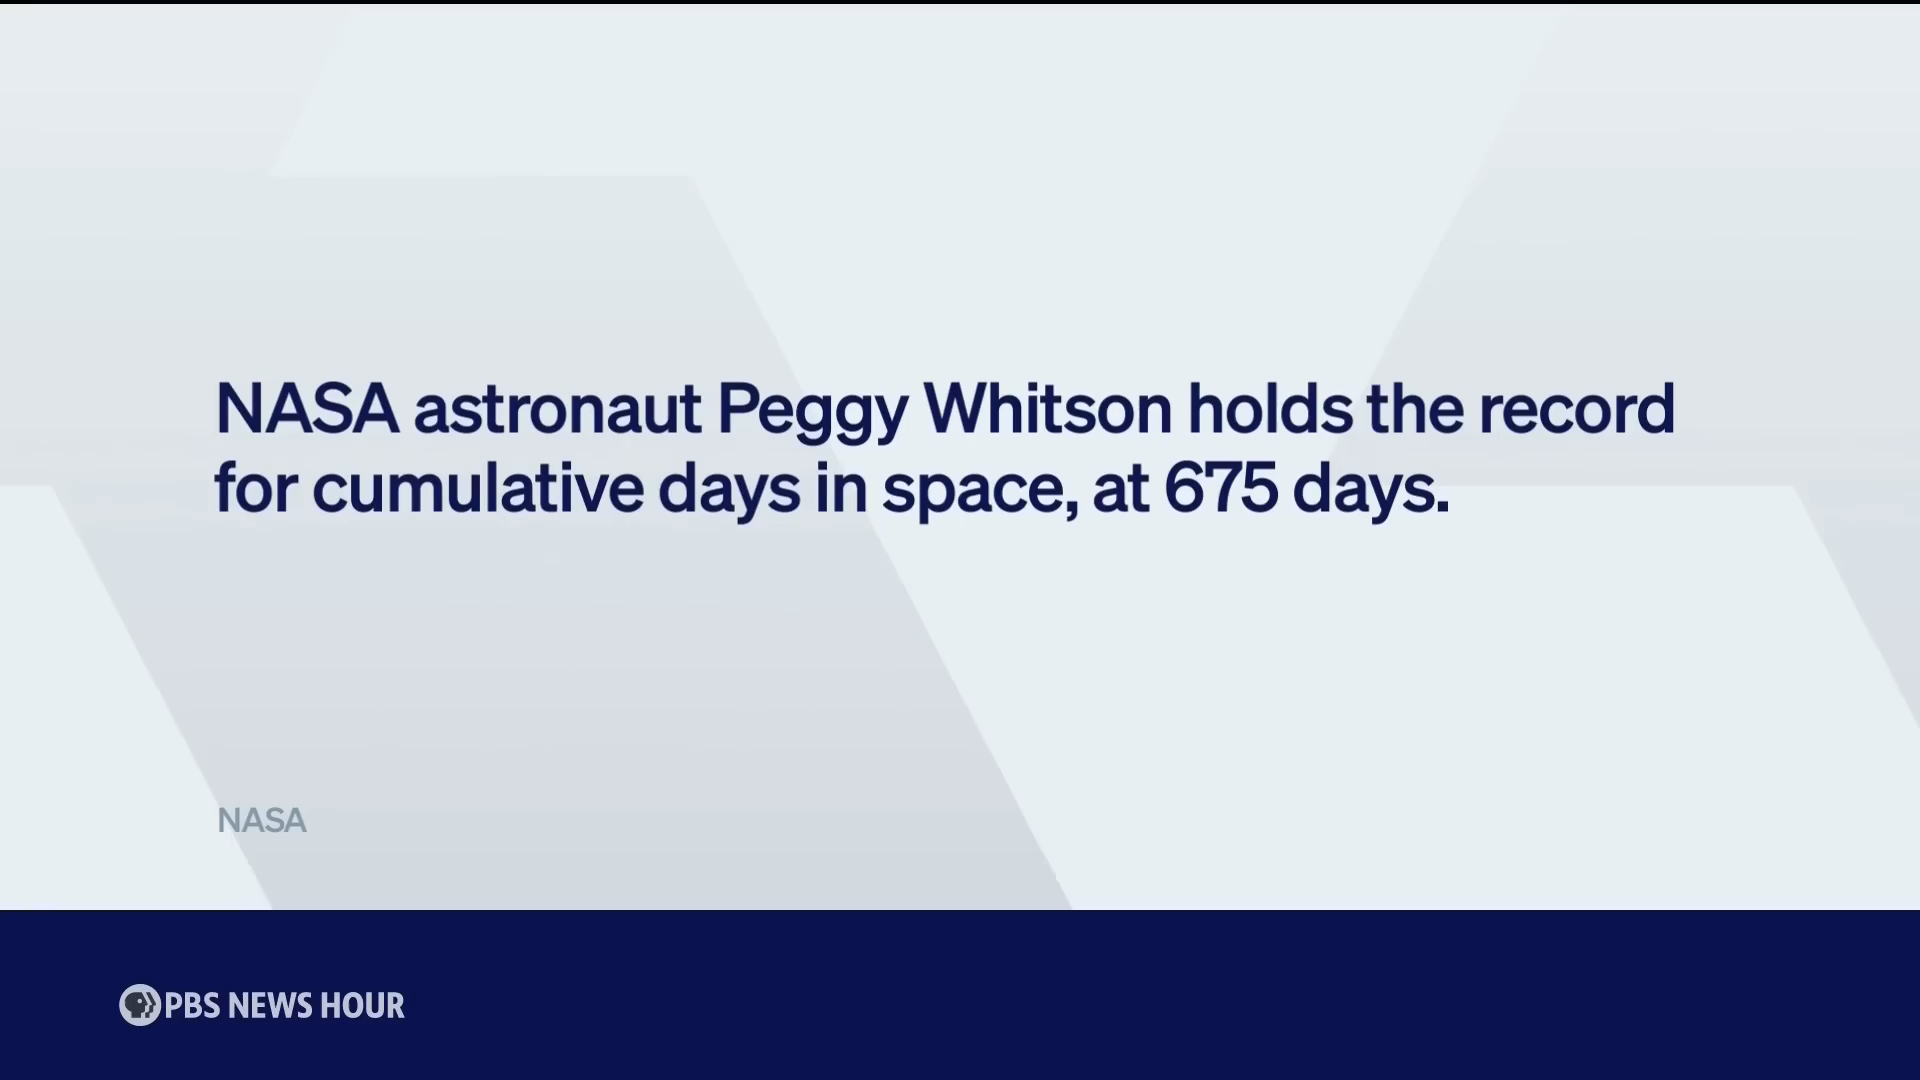 NASA astronaut Peggy Whitson holds the record
for cumulative days in space, at 675 days.
NASA
PBS NEWS HOUR